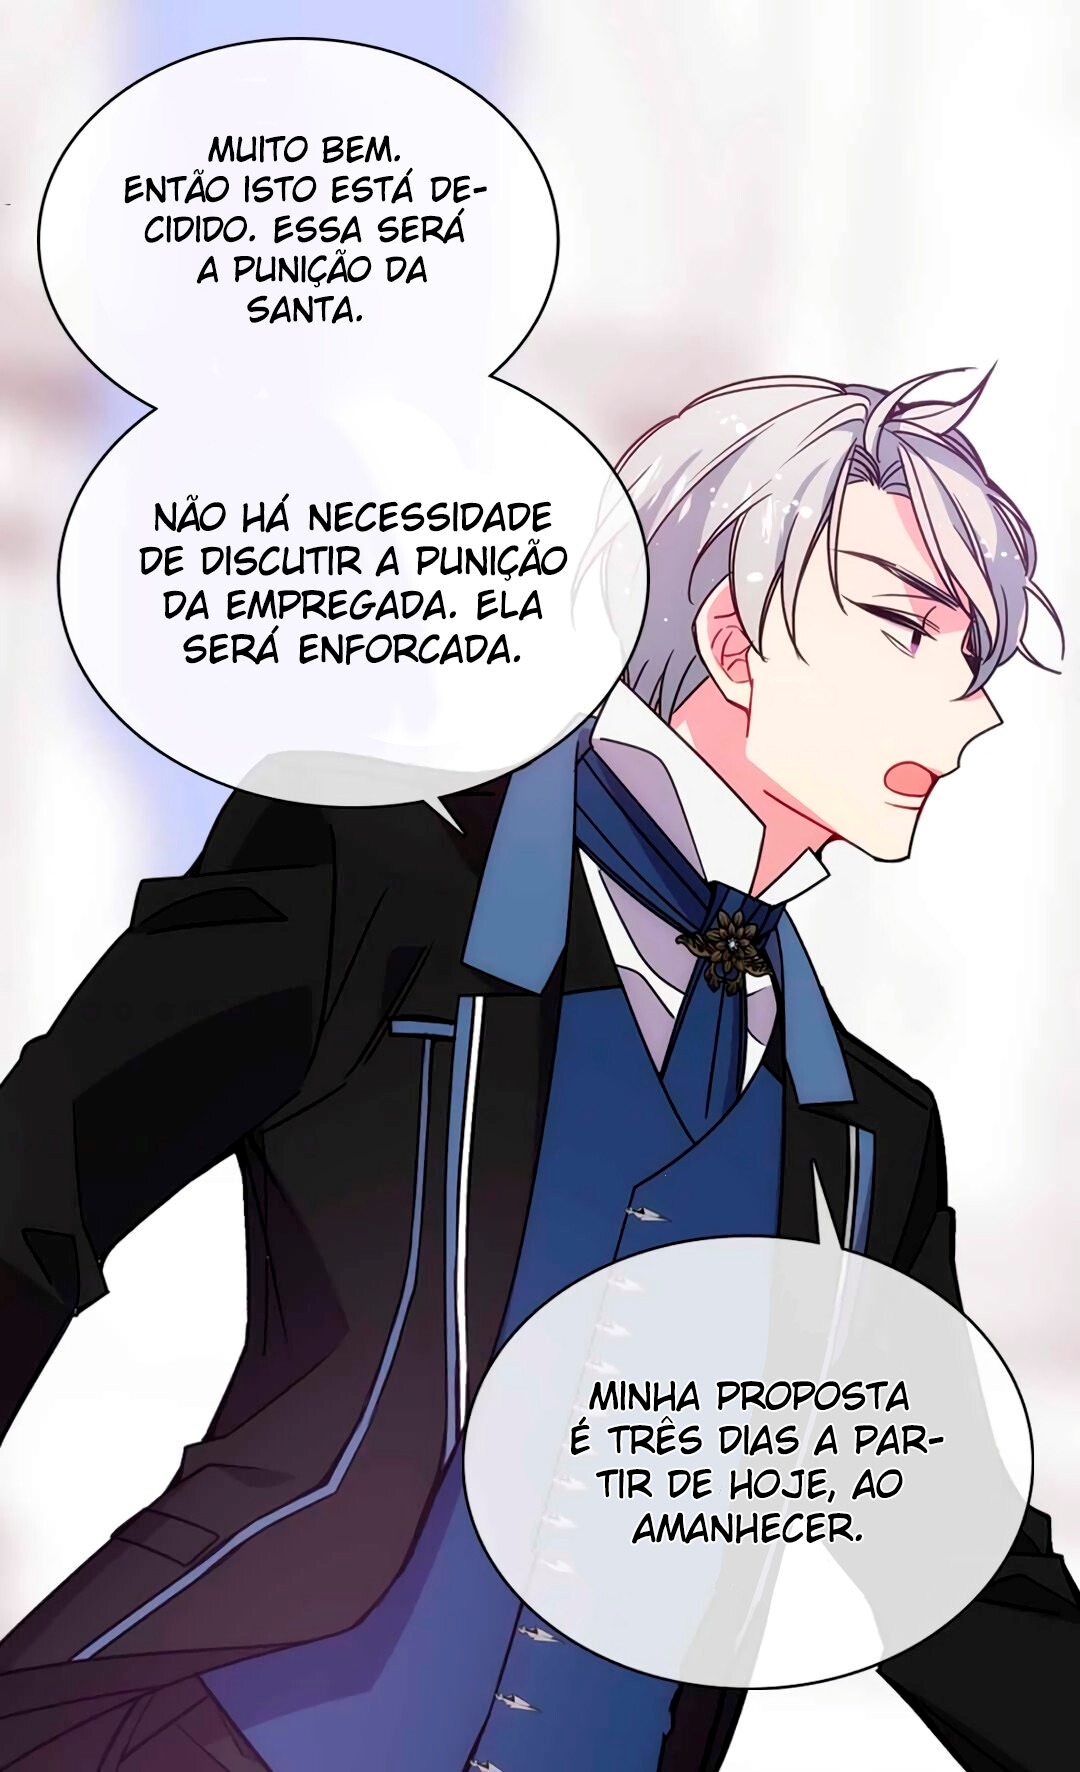 MUITO BEM.
ENTÃO ISTO ESTÁ DE-
CIDIDO. ESSA SERÁ
A PUNIÇÃO DA
SANTA.
NÃO HÁ NECESSIDADE
DE DISCUTIR A PUNIÇÃO
DA EMPREGADA. ELA
SERÁ ENFORCADA.
MINHA PROPOSTA
É TRÊS DIAS A PAR-
TIR DE HOJE, AO
AMANHECER.